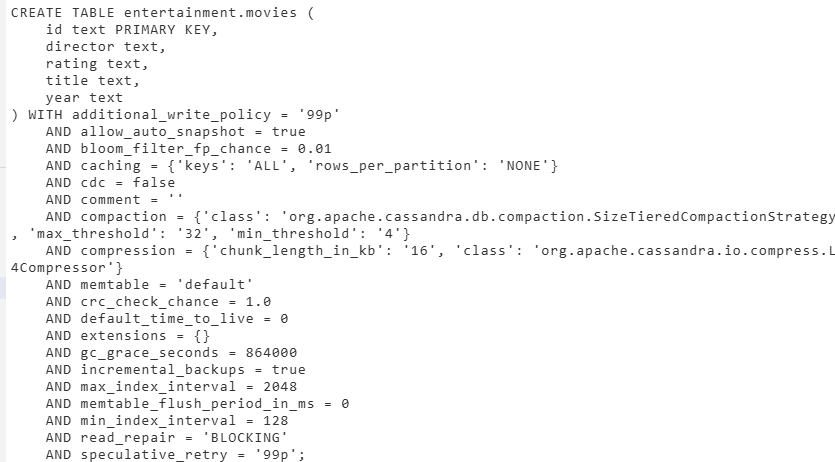 CREATE TABLE entertainment.movies (
    id text PRIMARY KEY,
    director text,
    rating text,
    title text,
    year text
) WITH additional_write_policy = '99p'
    AND allow_auto_snapshot = true
    AND bloom_filter_fp_chance = 0.01
    AND caching = {'keys': 'ALL', 'rows_per_partition': 'NONE'}
    AND cdc = false
    AND comment = ''
    AND compaction = {'class': 'org.apache.cassandra.db.compaction.SizeTieredCompactionStrategy
, 'max_threshold': '32', 'min_threshold': '4'}
    AND compression = {'chunk_length_in_kb': '16', 'class': 'org.apache.cassandra.io.compress.L
4Compressor'}
    AND memtable = 'default'
    AND crc_check_chance = 1.0
    AND default_time_to_live = 0
    AND extensions = {}
    AND gc_grace_seconds = 864000
    AND incremental_backups = true
    AND max_index_interval = 2048
    AND memtable_flush_period_in_ms = 0
    AND min_index_interval = 128
    AND read_repair = 'BLOCKING'
    AND speculative_retry = '99p';